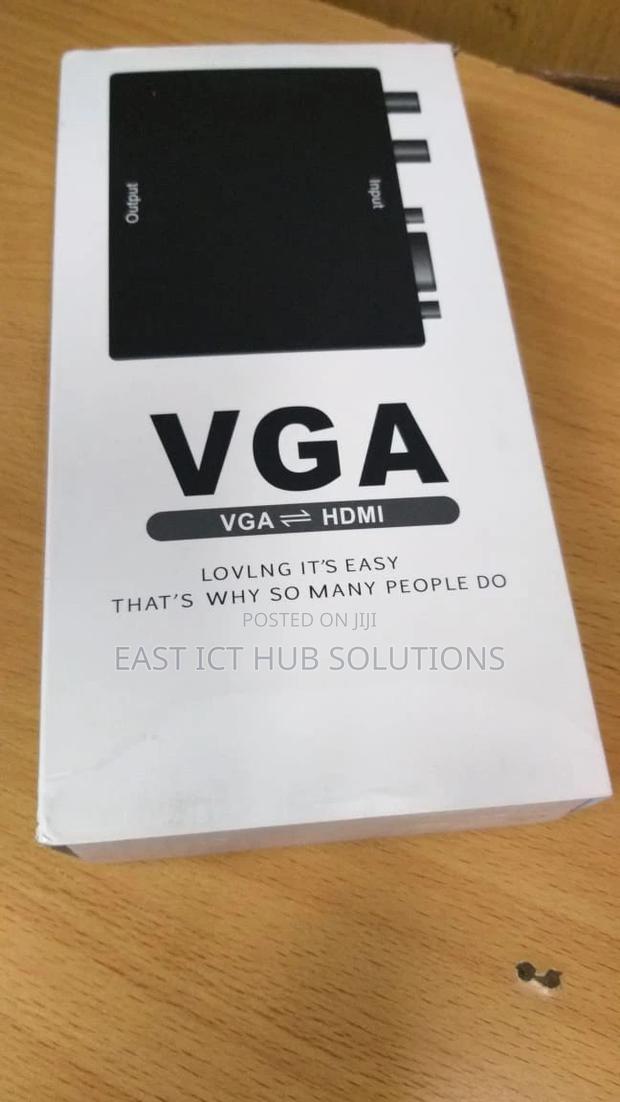 Output
Input
VGA
VGA ⇌ HDMI
LOVLNG IT'S EASY
THAT'S WHY SO MANY PEOPLE DO
POSTED ON JIJI
EAST ICT HUB SOLUTIONS